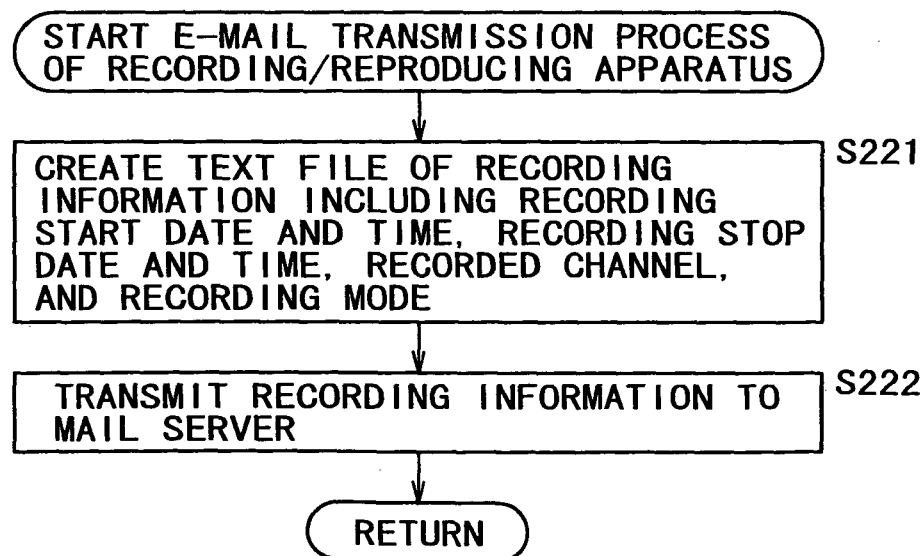 START E-MAIL TRANSMISSION PROCESS
OF RECORDING/REPRODUCING APPARATUS
S221
CREATE TEXT FILE OF RECORDING
INFORMATION INCLUDING RECORDING
START DATE AND TIME, RECORDING STOP
DATE AND TIME, RECORDED CHANNEL,
AND RECORDING MODE
S222
TRANSMIT RECORDING INFORMATION TO
MAIL SERVER
RETURN